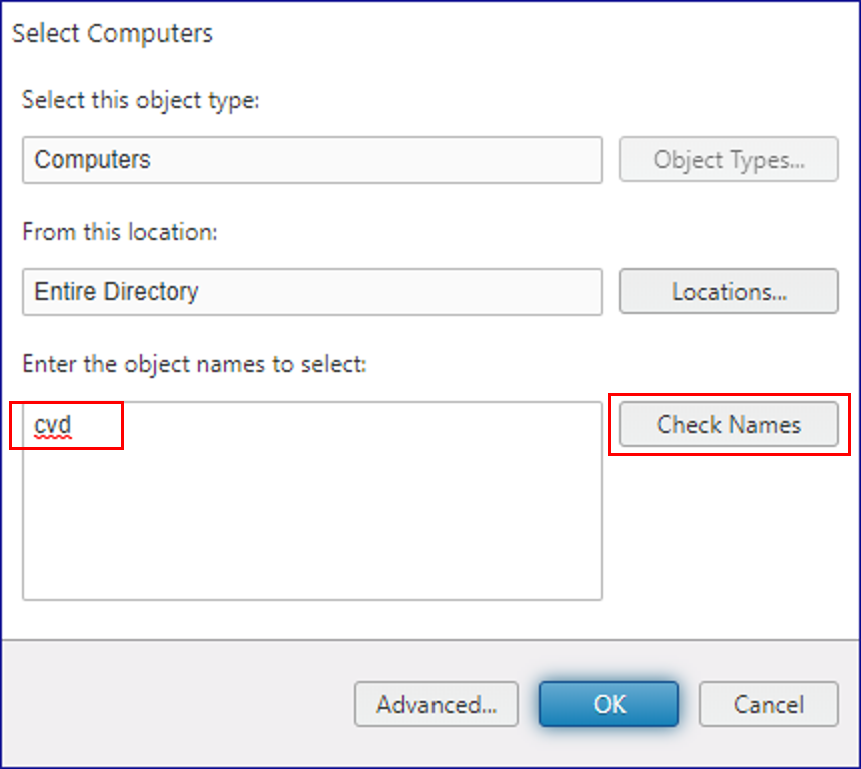 Select Computers
Select this object type:
Computers
Object Types...
From this location:
Entire Directory
Locations...
Enter the object names to select:
cvd
Check Names
Advanced...
OK
Cancel